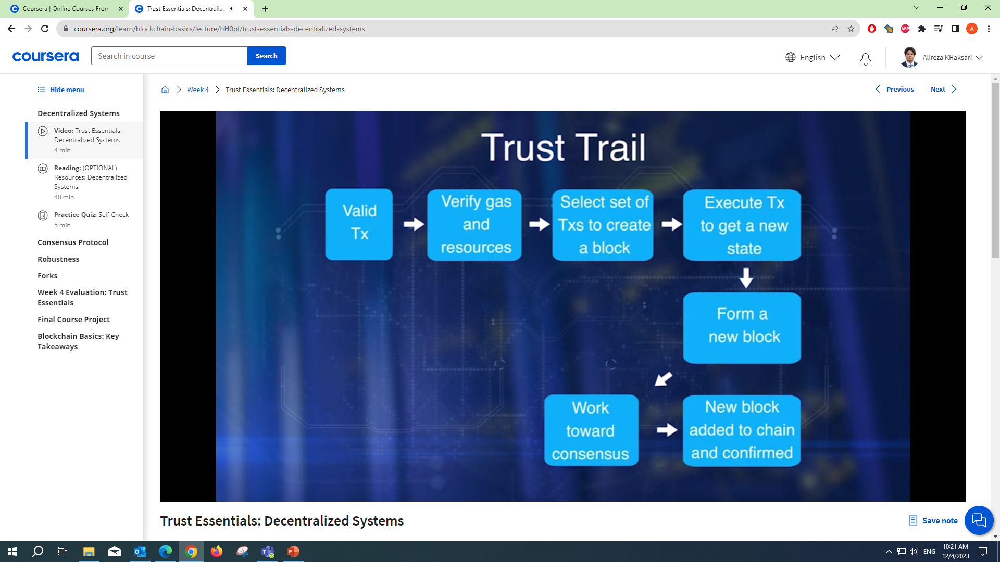 Coursera | Online Courses From
Trust Essentials: Decentralize
coursera.org/learn/blockchain-basics/lecture/hH0pl/trust-essentials-decentralized-systems
ABP
A
coursera
Search in course
Search
English
Alireza KHaksari
Hide menu
Week 4
Trust Essentials: Decentralized Systems
Previous
Next
Decentralized Systems
Video: Trust Essentials:
Decentralized Systems
4 min
Reading: (OPTIONAL)
Resources: Decentralized
Systems
40 min
Practice Quiz: Self-Check
5 min
Consensus Protocol
Robustness
Forks
Week 4 Evaluation: Trust
Essentials
Final Course Project
Blockchain Basics: Key
Takeaways
Trust Trail
Valid
Tx
Verify gas
and
resources
Select set of
Txs to create
a block
Execute Tx
to get a new
state
Form a
new block
Work
toward
consensus
New block
added to chain
and confirmed
Trust Essentials: Decentralized Systems
Save note
ENG
10:21 AM
12/4/2023